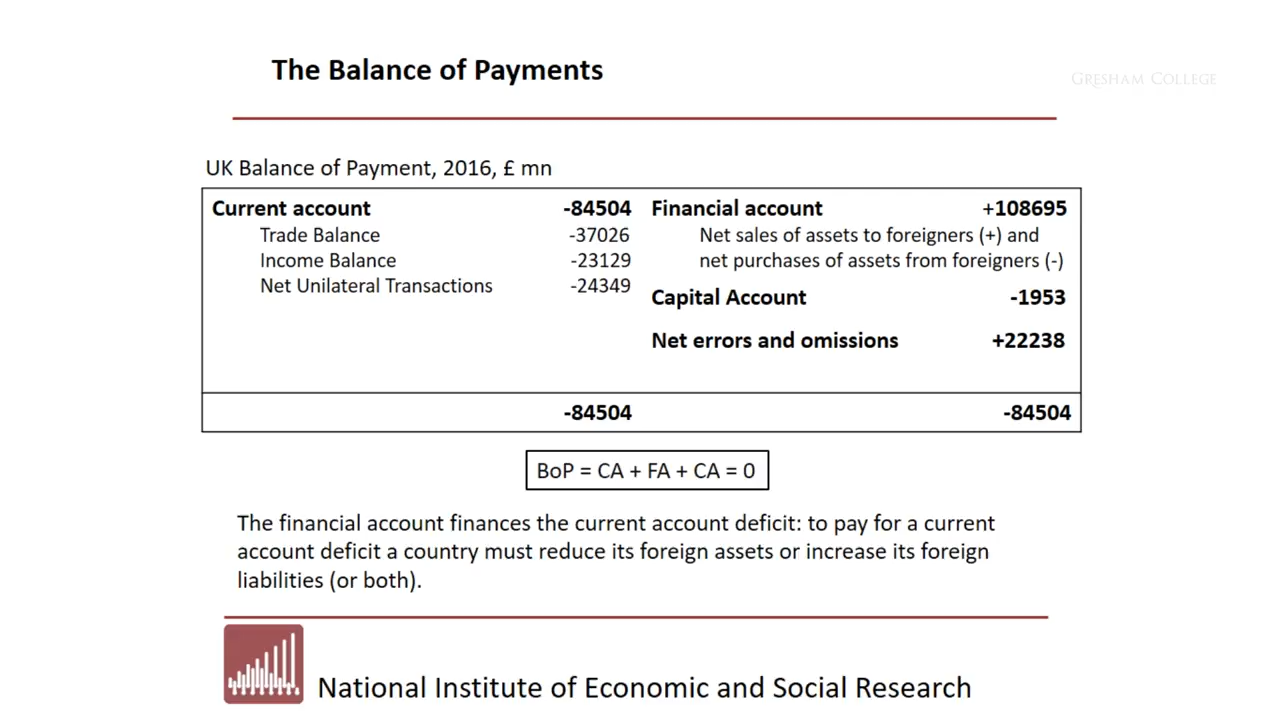 The Balance of Payments
GRESHAM COLLEGE
UK Balance of Payment, 2016, £ mn
Current account -84504 Financial account +108695
Trade Balance -37026 Net sales of assets to foreigners (+) and
Income Balance -23129 net purchases of assets from foreigners (-)
Net Unilateral Transactions -24349
Capital Account -1953
Net errors and omissions +22238
-84504 -84504
BoP = CA + FA + CA = 0
The financial account finances the current account deficit: to pay for a current
account deficit a country must reduce its foreign assets or increase its foreign
liabilities (or both).
National Institute of Economic and Social Research